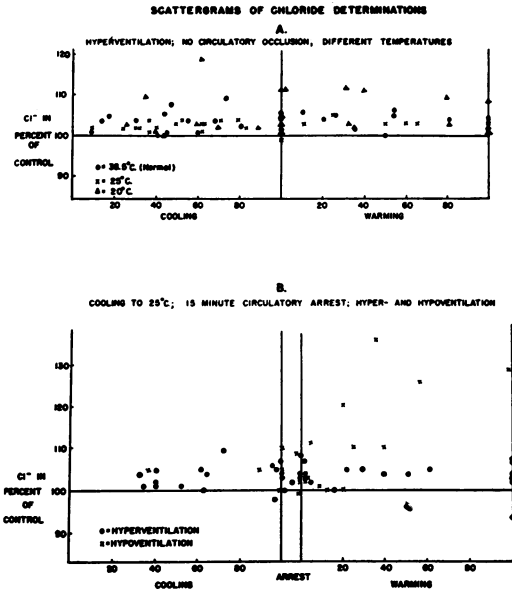 SCATTERGRAMS OF CHLORIDE DETERMINATIONS
A.
HYPERVENTILATION; NO CIRCULATORY OCCLUSION, DIFFERENT TEMPERATURES
120
110
Cl⁻ IN
PERCENT 100
OF
CONTROL
90
o = 36.5°C. (Normal)
x = 25°C.
Δ = 20°C.
20 40 60 80 20 40 60 80
COOLING WARMING
B.
COOLING TO 25°C; 15 MINUTE CIRCULATORY ARREST; HYPER- AND HYPOVENTILATION
130
120
110
Cl⁻ IN
PERCENT 100
OF
CONTROL
90
o = HYPERVENTILATION
x = HYPOVENTILATION
20 40 60 80 20 40 60 80
COOLING ARREST WARMING